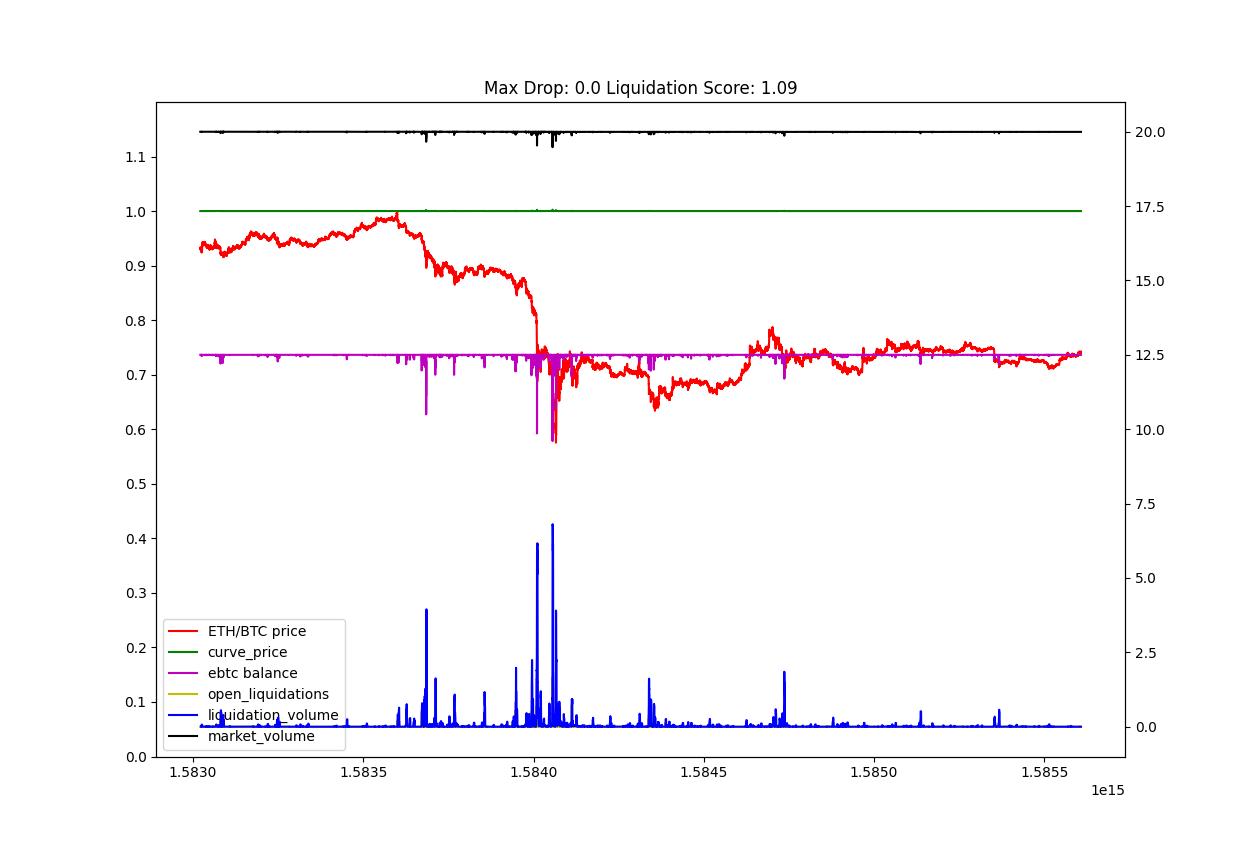 Max Drop: 0.0 Liquidation Score: 1.09
1.1
1.0
0.9
0.8
0.7
0.6
0.5
0.4
0.3
0.2
0.1
0.0
20.0
17.5
15.0
12.5
10.0
7.5
5.0
2.5
0.0
ETH/BTC price
curve_price
ebtc balance
open_liquidations
liquidation_volume
market_volume
1.5830 1.5835 1.5840 1.5845 1.5850 1.5855
1e15